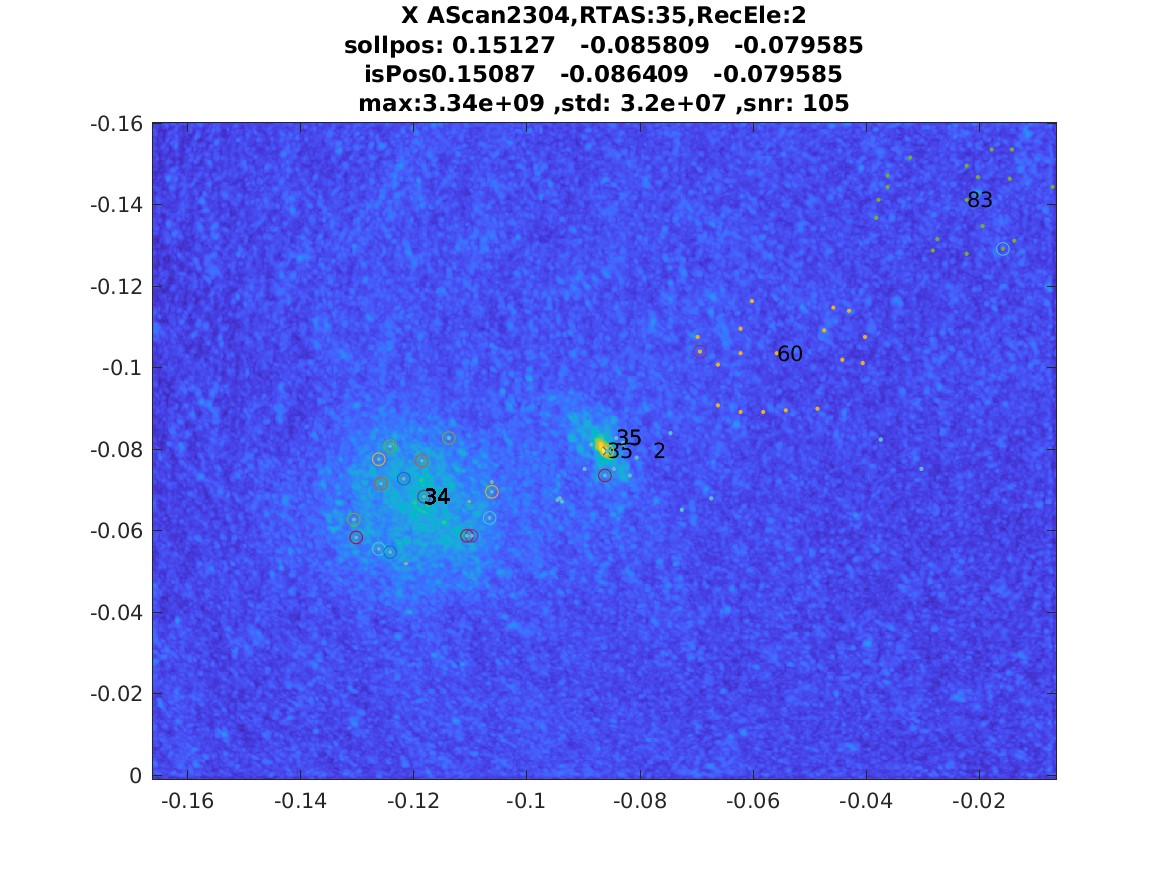 X AScan2304,RTAS:35,RecEle:2
sollpos: 0.15127 -0.085809 -0.079585
isPos0.15087 -0.086409 -0.079585
max:3.34e+09 ,std: 3.2e+07 ,snr: 105
-0.16
-0.14
83
-0.12
-0.1
60
35
-0.08
35 2
34
-0.06
-0.04
-0.02
0
-0.16 -0.14 -0.12 -0.1 -0.08 -0.06 -0.04 -0.02